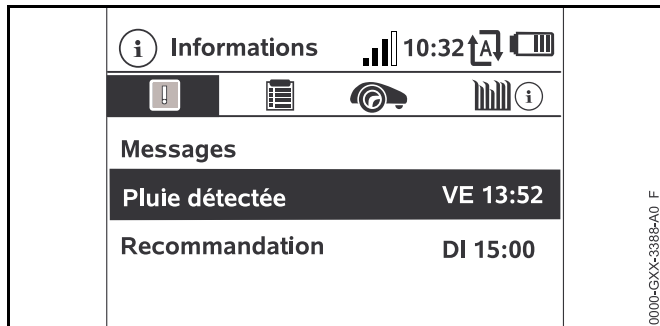 i Informations 10:32 A
i
Messages
Pluie détectée VE 13:52
Recommandation DI 15:00
0000-GXX-3388-A0 F